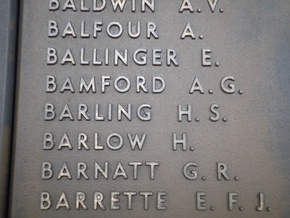 BALDWIN A.V.
BALFOUR A.
BALLINGER E.
BAMFORD A.G.
BARLING H.S.
BARLOW H.
BARNATT G.R.
BARRETTE E.F.J.